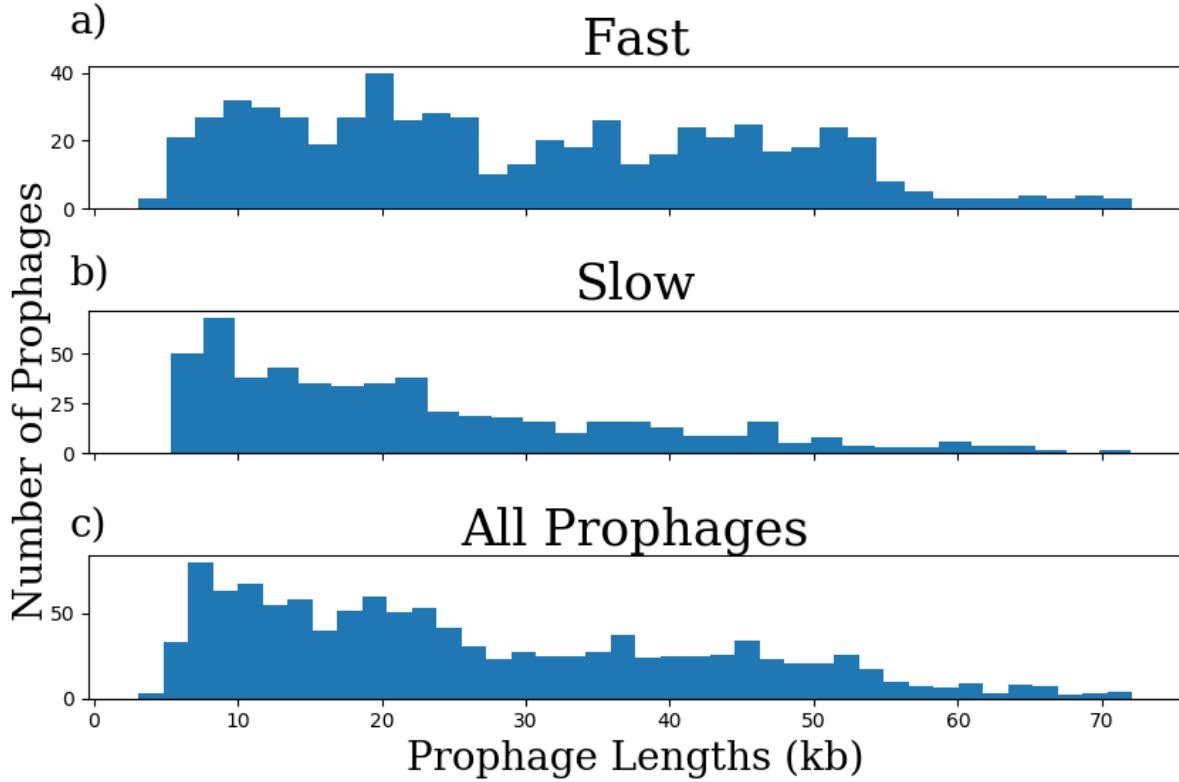 a)
Fast
40
20
0
b)
Slow
50
25
0
c)
All Prophages
50
0
0 10 20 30 40 50 60 70
Prophage Lengths (kb)
Number of Prophages